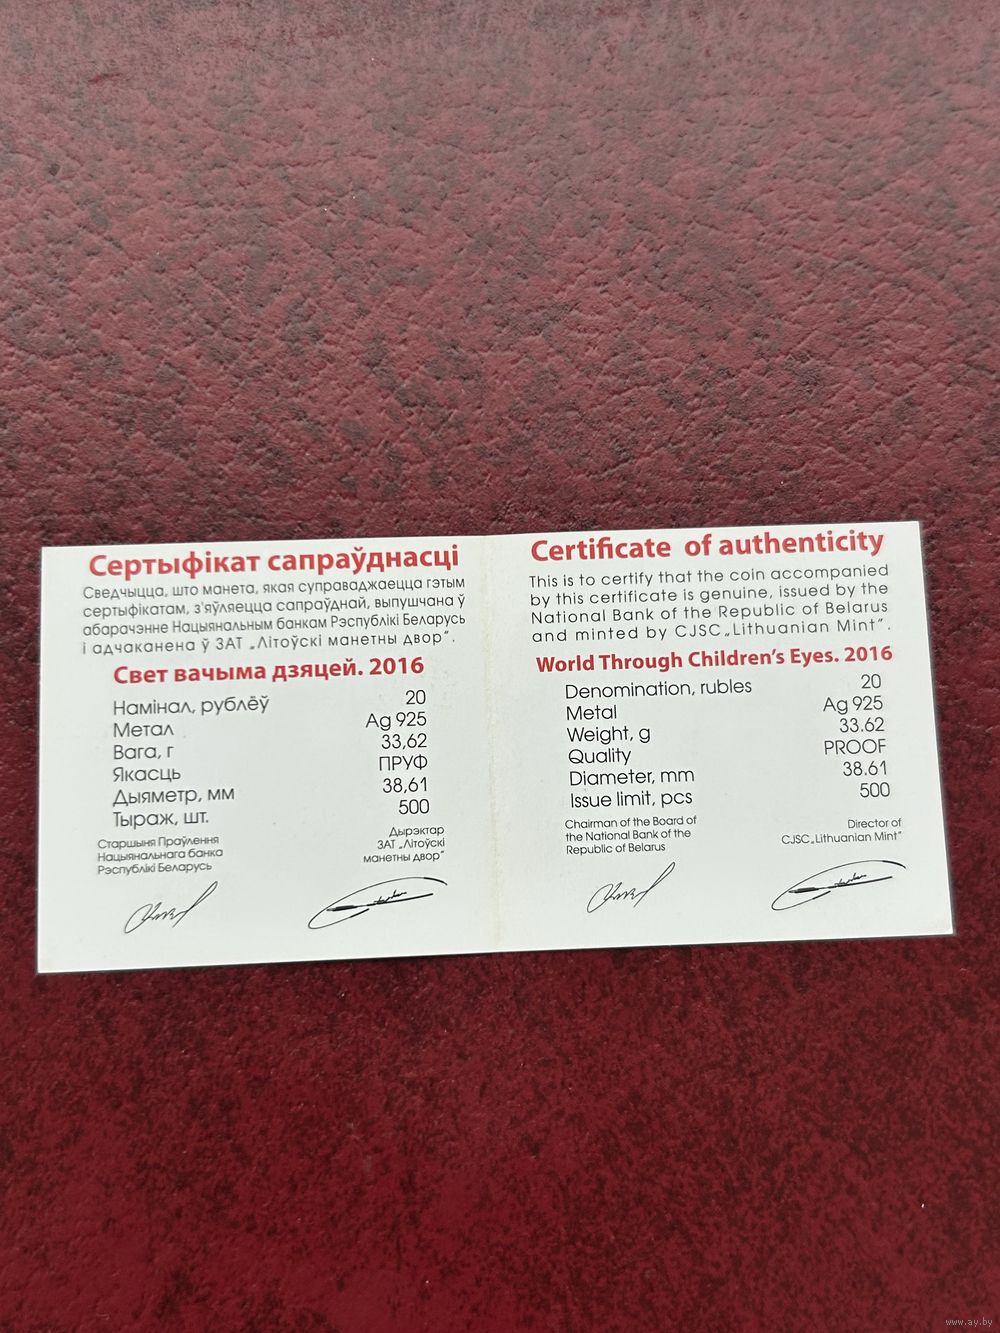 Сертыфікат сапраўднасці
Сведчыцца, што манета, якая суправаджаецца гэтым
сертыфікатам, з'яўляецца сапраўднай, выпушчана ў
абарачэнне Нацыянальным банкам Рэспублікі Беларусь
і адчаканена ў ЗАТ „Літоўскі манетны двор".
Свет вачыма дзяцей. 2016
Намінал, рублёў 20
Метал Ag 925
Вага, г 33,62
Якасць ПРУФ
Дыяметр, мм 38,61
Тыраж, шт. 500
Старшыня Праўлення
Нацыянальнага банка
Рэспублікі Беларусь
Дырэктар
ЗАТ „Літоўскі
манетны двор"
Certificate of authenticity
This is to certify that the coin accompanied
by this certificate is genuine, issued by the
National Bank of the Republic of Belarus
and minted by CJSC „Lithuanian Mint".
World Through Children's Eyes. 2016
Denomination, rubles 20
Metal Ag 925
Weight, g 33.62
Quality PROOF
Diameter, mm 38.61
Issue limit, pcs 500
Chairman of the Board of
the National Bank of the
Republic of Belarus
Director of
CJSC „Lithuanian Mint"
www.ay.by